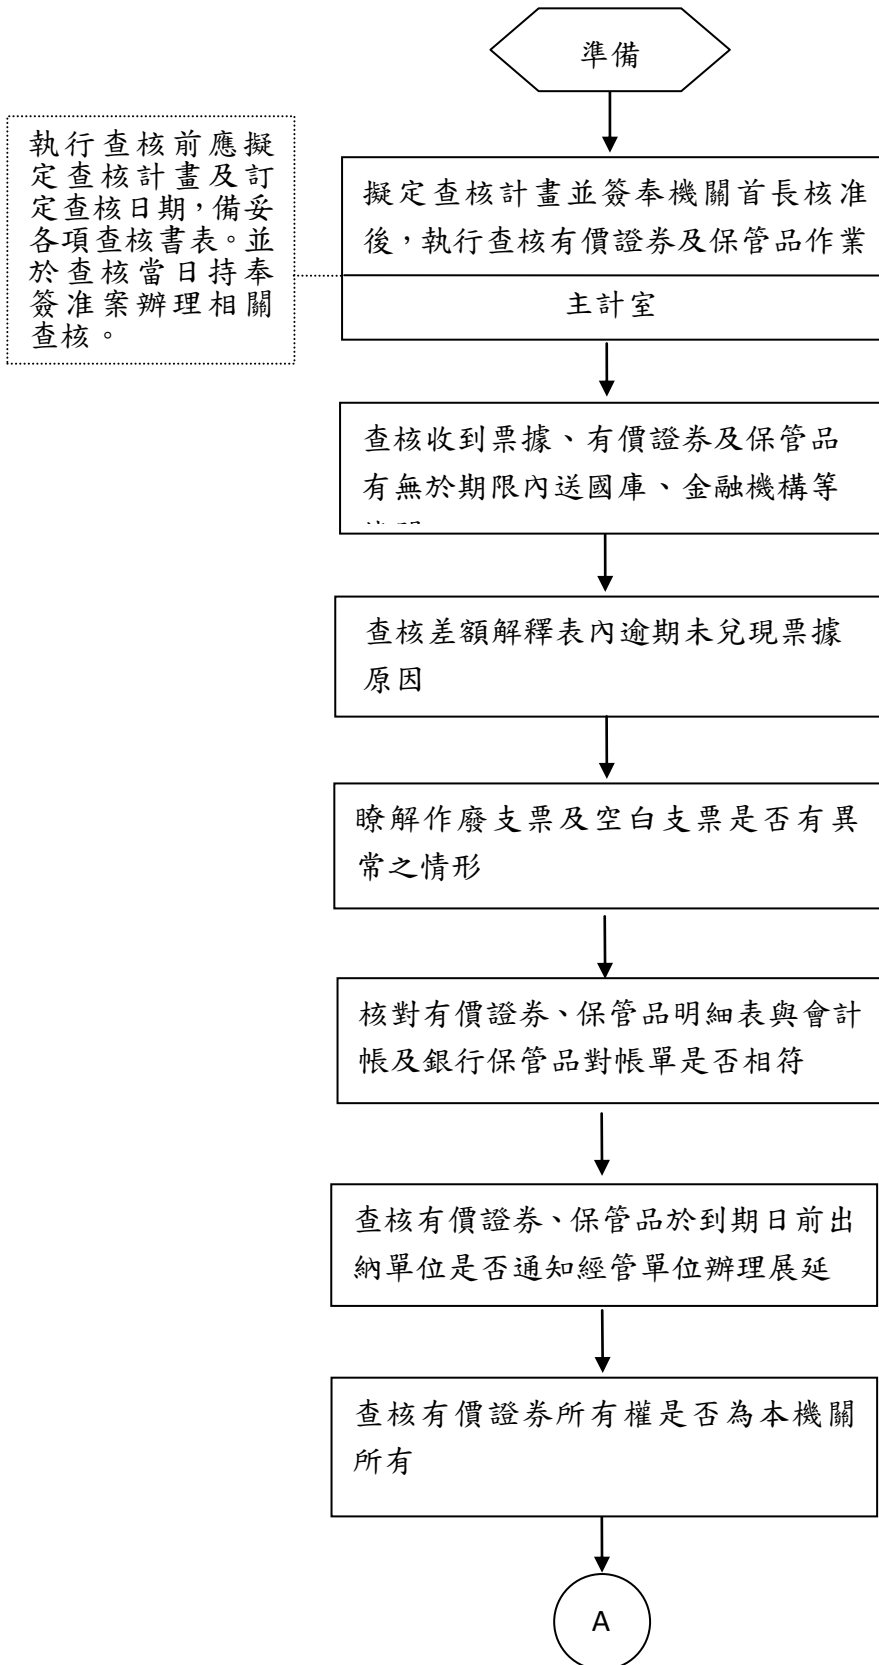 準備
執行查核前應擬
定查核計畫及訂
定查核日期，備妥
各項查核書表。並
於查核當日持奉
簽准案辦理相關
查核。
擬定查核計畫並簽奉機關首長核准
後，執行查核有價證券及保管品作業
主計室
查核收到票據、有價證券及保管品
有無於期限內送國庫、金融機構等
查核差額解釋表內逾期未兌現票據
原因
瞭解作廢支票及空白支票是否有異
常之情形
核對有價證券、保管品明細表與會計
帳及銀行保管品對帳單是否相符
查核有價證券、保管品於到期日前出
納單位是否通知經管單位辦理展延
查核有價證券所有權是否為本機關
所有
A